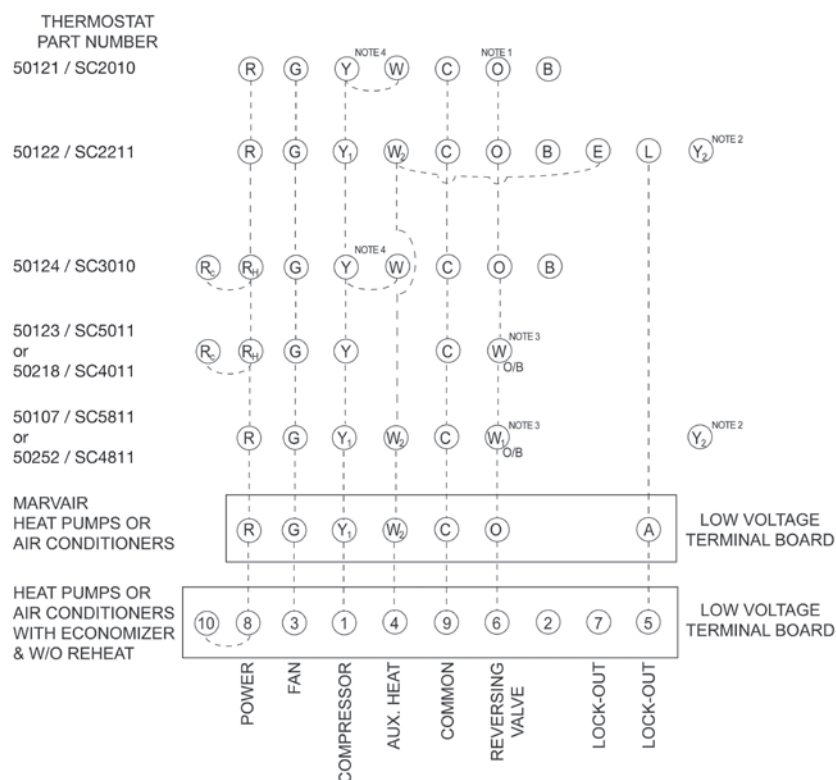 THERMOSTAT
PART NUMBER
50121 / SC2010 R G Y NOTE 4 W C NOTE 1 O B
50122 / SC2211 R G Y1 W2 C O B E L Y2 NOTE 2
50124 / SC3010 RC RH G Y NOTE 4 W C O B
50123 / SC5011
or RC RH G Y C W NOTE 3
50218 / SC4011 O/B
50107 / SC5811
or R G Y1 W2 C W1 NOTE 3 Y2 NOTE 2
50252 / SC4811 O/B
MARVAIR
HEAT PUMPS OR
AIR CONDITIONERS
R G Y1 W2 C O A
LOW VOLTAGE
TERMINAL BOARD
HEAT PUMPS OR
AIR CONDITIONERS
WITH ECONOMIZER
& W/O REHEAT
10 8 3 1 4 9 6 2 7 5
LOW VOLTAGE
TERMINAL BOARD
POWER
FAN
COMPRESSOR
AUX. HEAT
COMMON
REVERSING
VALVE
LOCK-OUT
LOCK-OUT